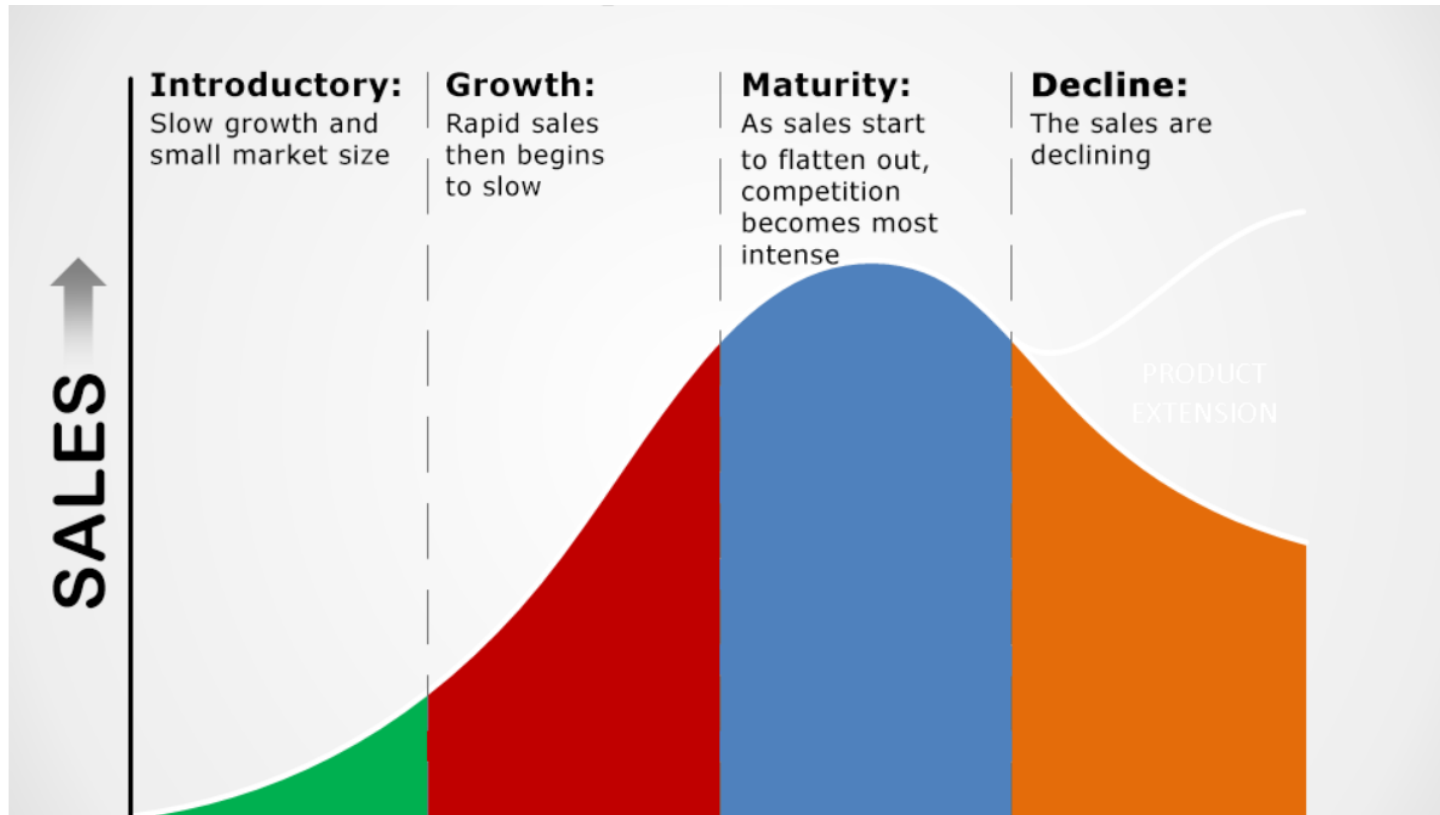 Introductory:
Slow growth and
small market size
Growth:
Rapid sales
then begins
to slow
Maturity:
As sales start
to flatten out,
competition
becomes most
intense
Decline:
The sales are
declining
SALES
PRODUCT
EXTENSION